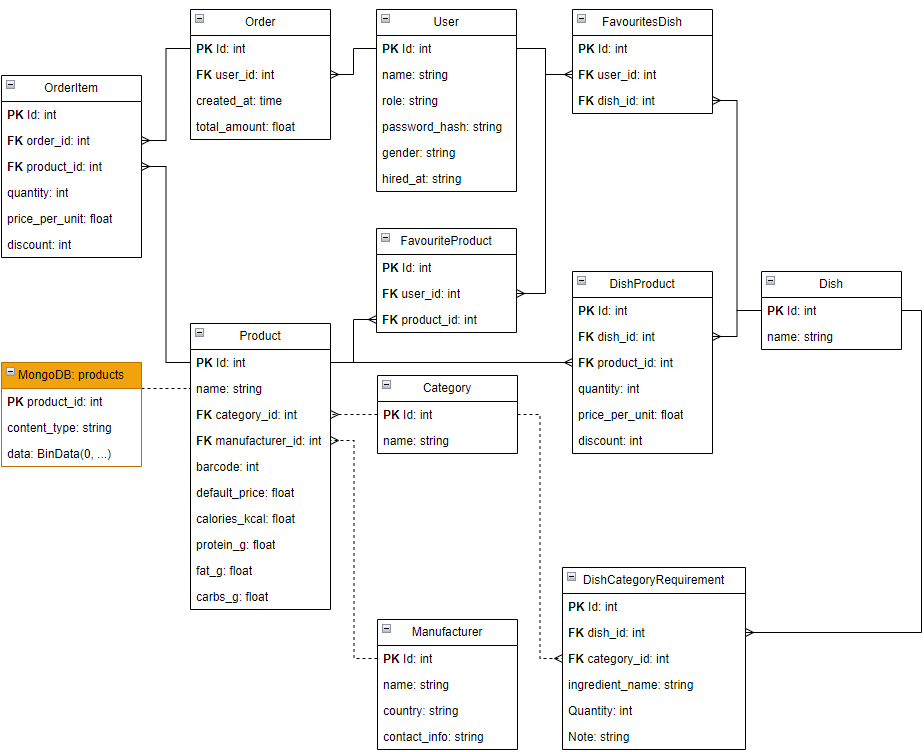 Order
PK Id: int
FK user_id: int
created_at: time
total_amount: float
User
PK Id: int
name: string
role: string
password_hash: string
gender: string
hired_at: string
FavouritesDish
PK Id: int
FK user_id: int
FK dish_id: int
OrderItem
PK Id: int
FK order_id: int
FK product_id: int
quantity: int
price_per_unit: float
discount: int
FavouriteProduct
PK Id: int
FK user_id: int
FK product_id: int
DishProduct
PK Id: int
FK dish_id: int
FK product_id: int
quantity: int
price_per_unit: float
discount: int
Dish
PK Id: int
name: string
Product
PK Id: int
name: string
FK category_id: int
FK manufacturer_id: int
barcode: int
default_price: float
calories_kcal: float
protein_g: float
fat_g: float
carbs_g: float
MongoDB: products
PK product_id: int
content_type: string
data: BinData(0, ...)
Category
PK Id: int
name: string
Manufacturer
PK Id: int
name: string
country: string
contact_info: string
DishCategoryRequirement
PK Id: int
FK dish_id: int
FK category_id: int
ingredient_name: string
Quantity: int
Note: string